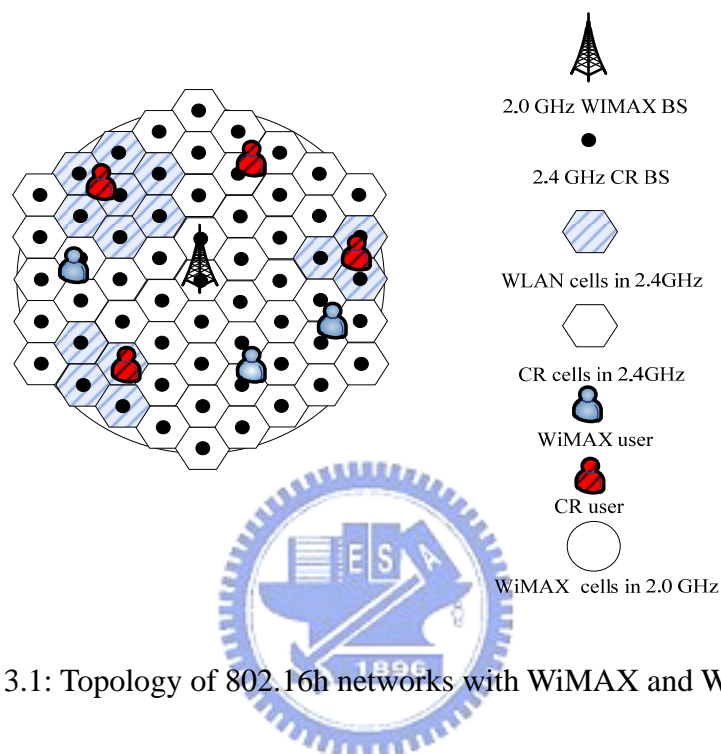 2.0 GHz WIMAX BS
2.4 GHz CR BS
WLAN cells in 2.4GHz
CR cells in 2.4GHz
WiMAX user
CR user
WiMAX cells in 2.0 GHz
E S A
1896
3.1: Topology of 802.16h networks with WiMAX and W